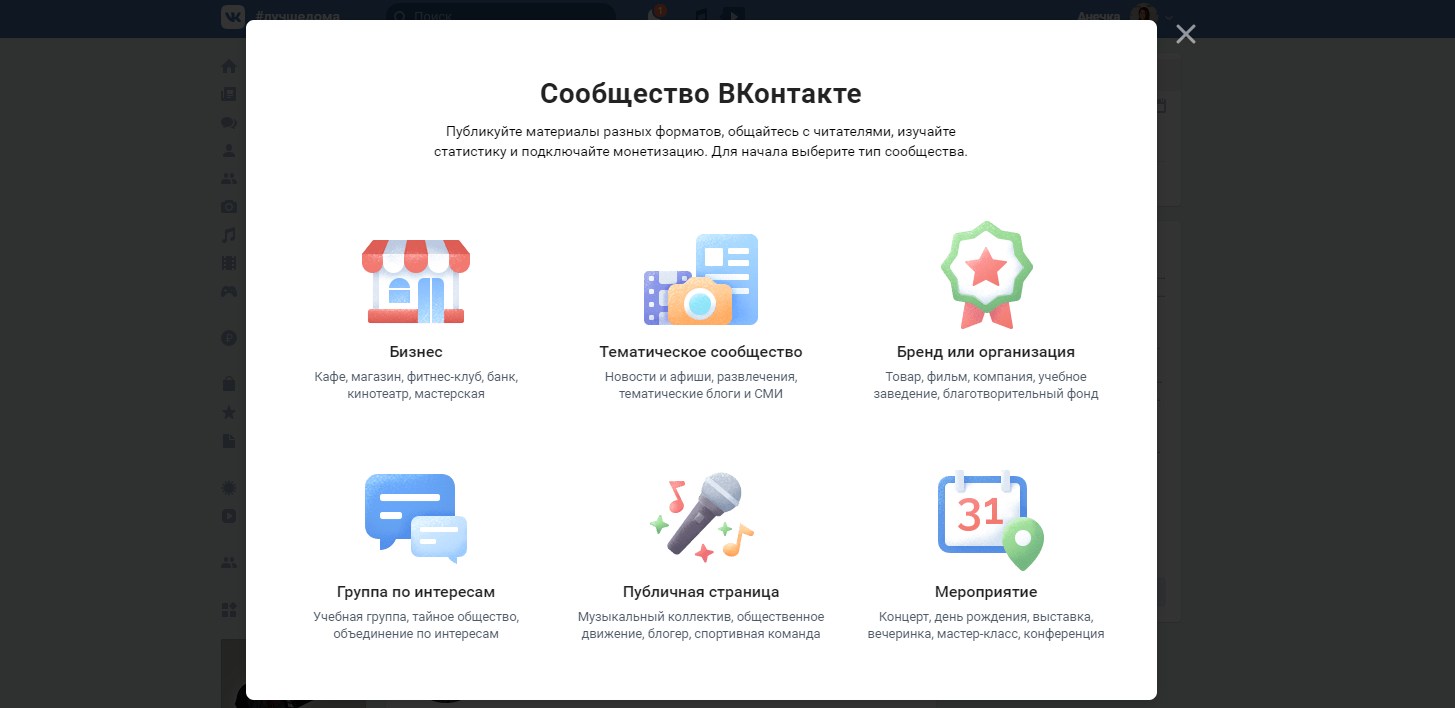 #лучшедома
Поиск
1
Анечка
Сообщество ВКонтакте
Публикуйте материалы разных форматов, общайтесь с читателями, изучайте
статистику и подключайте монетизацию. Для начала выберите тип сообщества.
Бизнес
Кафе, магазин, фитнес-клуб, банк,
кинотеатр, мастерская
Тематическое сообщество
Новости и афиши, развлечения,
тематические блоги и СМИ
Бренд или организация
Товар, фильм, компания, учебное
заведение, благотворительный фонд
31
Группа по интересам
Учебная группа, тайное общество,
объединение по интересам
Публичная страница
Музыкальный коллектив, общественное
движение, блогер, спортивная команда
Мероприятие
Концерт, день рождения, выставка,
вечеринка, мастер-класс, конференция